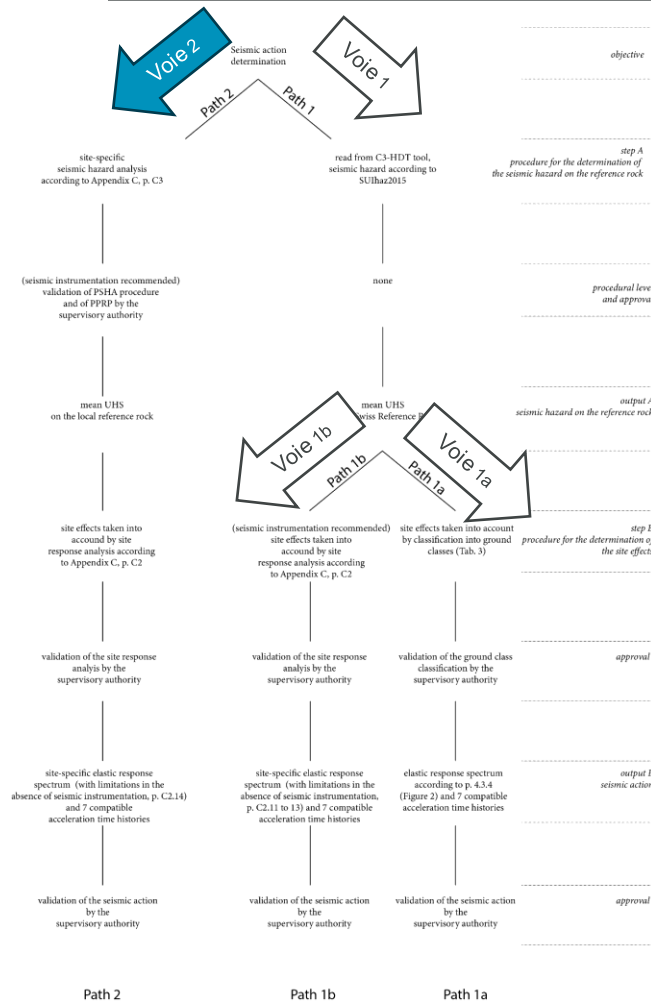 Voie 2
Voie 1
Seismic action
determination
objective
Path 2
Path 1
site-specific
seismic hazard analysis
according to Appendix C, p. C3
read from C3-HDT tool,
seismic hazard according to
SUIhaz2015
step A
procedure for the determination of
the seismic hazard on the reference rock
(seismic instrumentation recommended)
validation of PSHA procedure
and of PPRP by the
supervisory authority
none
procedural leve
and approva
mean UHS
on the local reference rock
mean UHS
wiss Reference R
output A
seismic hazard on the reference rock
Voie 1b
Voie 1a
Path 1b
Path 1a
site effects taken into
accound by site
response analysis according
to Appendix C, p. C2
(seismic instrumentation recommended)
site effects taken into
accound by site
response analysis according
to Appendix C, p. C2
site effects taken into account
by classification into ground
classes (Tab. 3)
step B
procedure for the determination of
the site effects
validation of the site response
analyis by the
supervisory authority
validation of the site response
analyis by the
supervisory authority
validation of the ground class
classification by the
supervisory authority
approval
site-specific elastic response
spectrum (with limitations in the
absence of seismic instrumentation, p. C2.14)
and 7 compatible
acceleration time histories
site-specific elastic response
spectrum (with limitations in the
absence of seismic instrumentation,
p. C2.11 to 13) and 7 compatible
acceleration time histories
elastic response spectrum
according to p. 4.3.4
(Figure 2) and 7 compatible
acceleration time histories
output B
seismic action
validation of the seismic action
by the
supervisory authority
validation of the seismic action
by the
supervisory authority
validation of the seismic action
by the
supervisory authority
approval
Path 2
Path 1b
Path 1a